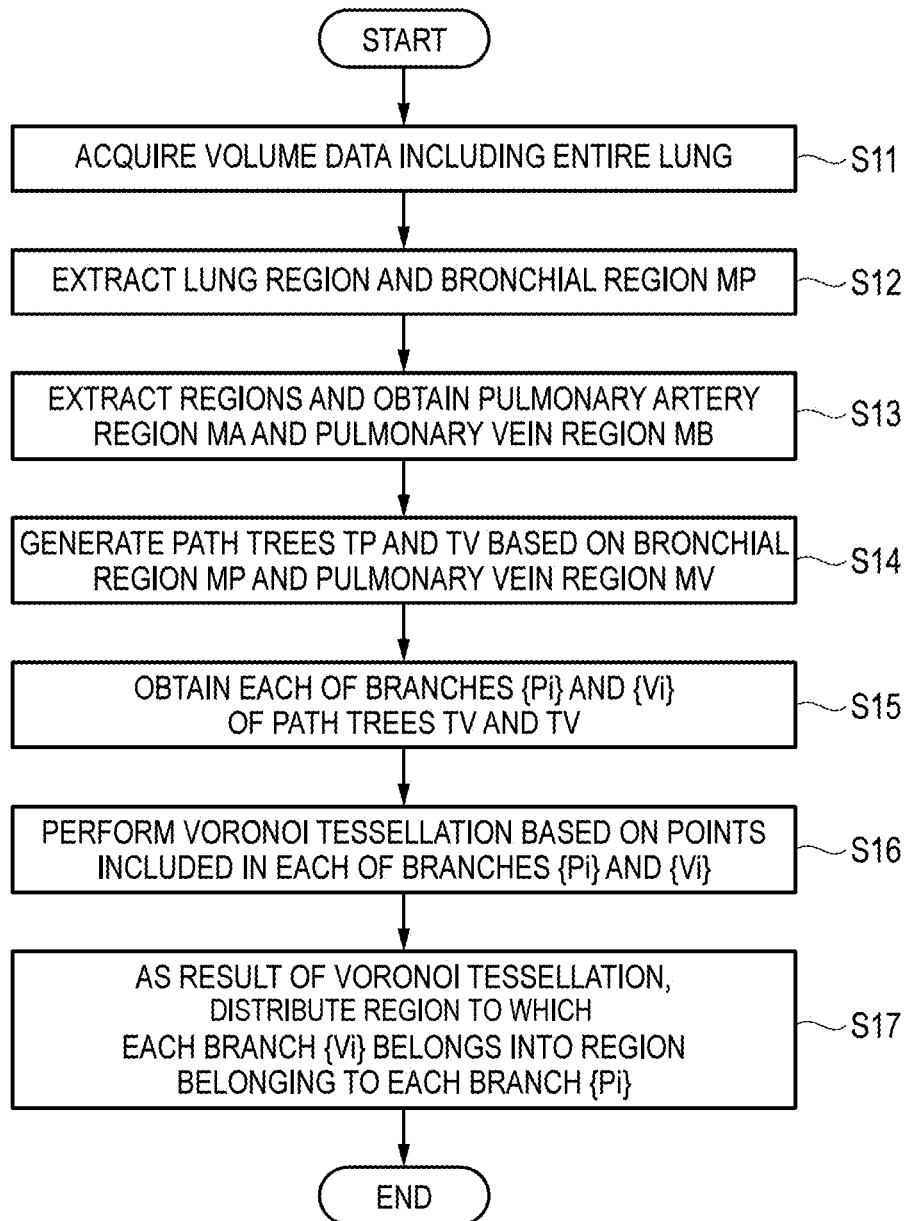 START
ACQUIRE VOLUME DATA INCLUDING ENTIRE LUNG
S11
EXTRACT LUNG REGION AND BRONCHIAL REGION MP
S12
EXTRACT REGIONS AND OBTAIN PULMONARY ARTERY
REGION MA AND PULMONARY VEIN REGION MB
S13
GENERATE PATH TREES TP AND TV BASED ON BRONCHIAL
REGION MP AND PULMONARY VEIN REGION MV
S14
OBTAIN EACH OF BRANCHES {Pi} AND {Vi}
OF PATH TREES TV AND TV
S15
PERFORM VORONOI TESSELLATION BASED ON POINTS
INCLUDED IN EACH OF BRANCHES {Pi} AND {Vi}
S16
AS RESULT OF VORONOI TESSELLATION,
DISTRIBUTE REGION TO WHICH
EACH BRANCH {Vi} BELONGS INTO REGION
BELONGING TO EACH BRANCH {Pi}
S17
END